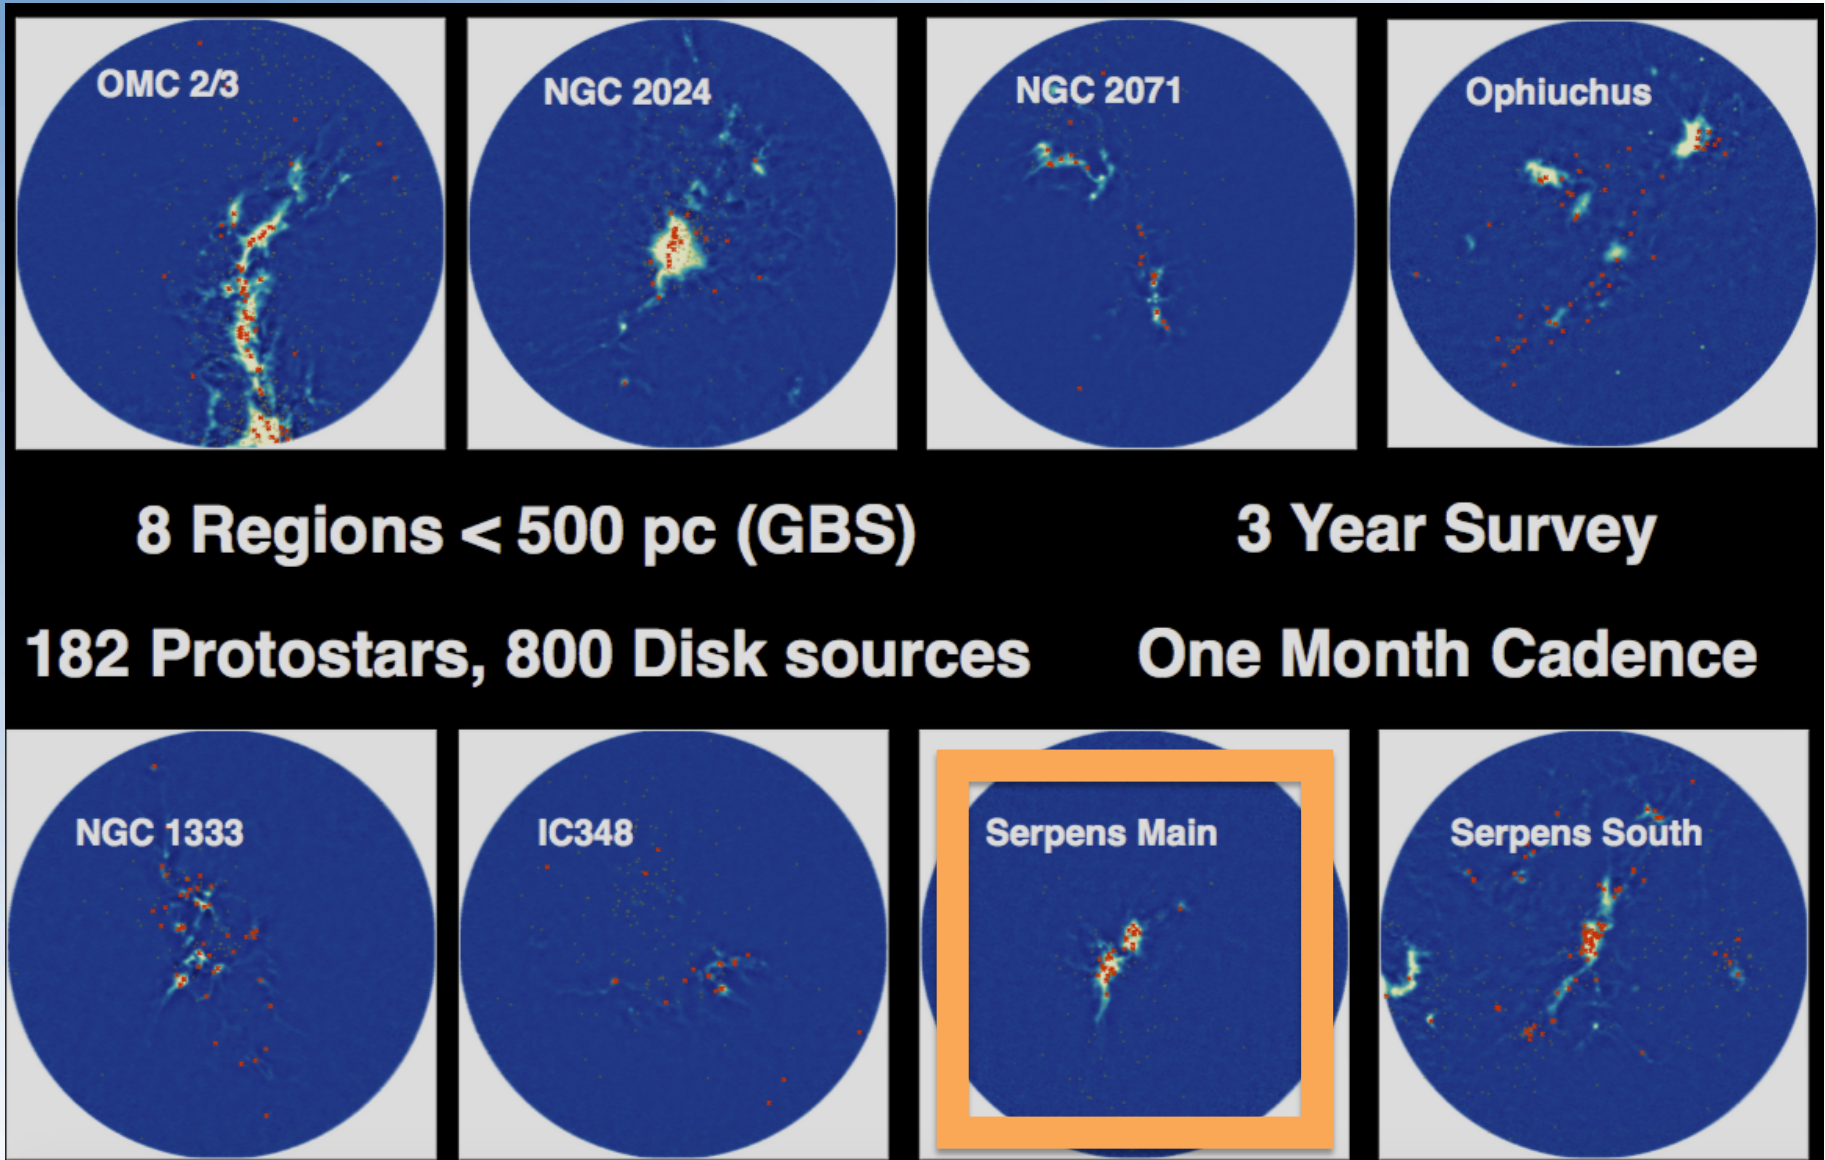 OMC 2/3
NGC 2024
NGC 2071
Ophiuchus
8 Regions < 500 pc (GBS)
3 Year Survey
182 Protostars, 800 Disk sources
One Month Cadence
NGC 1333
IC348
Serpens Main
Serpens South